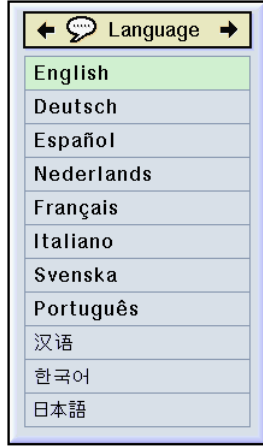 Language
English
Deutsch
Español
Nederlands
Français
Italiano
Svenska
Português
汉语
한국어
日本語